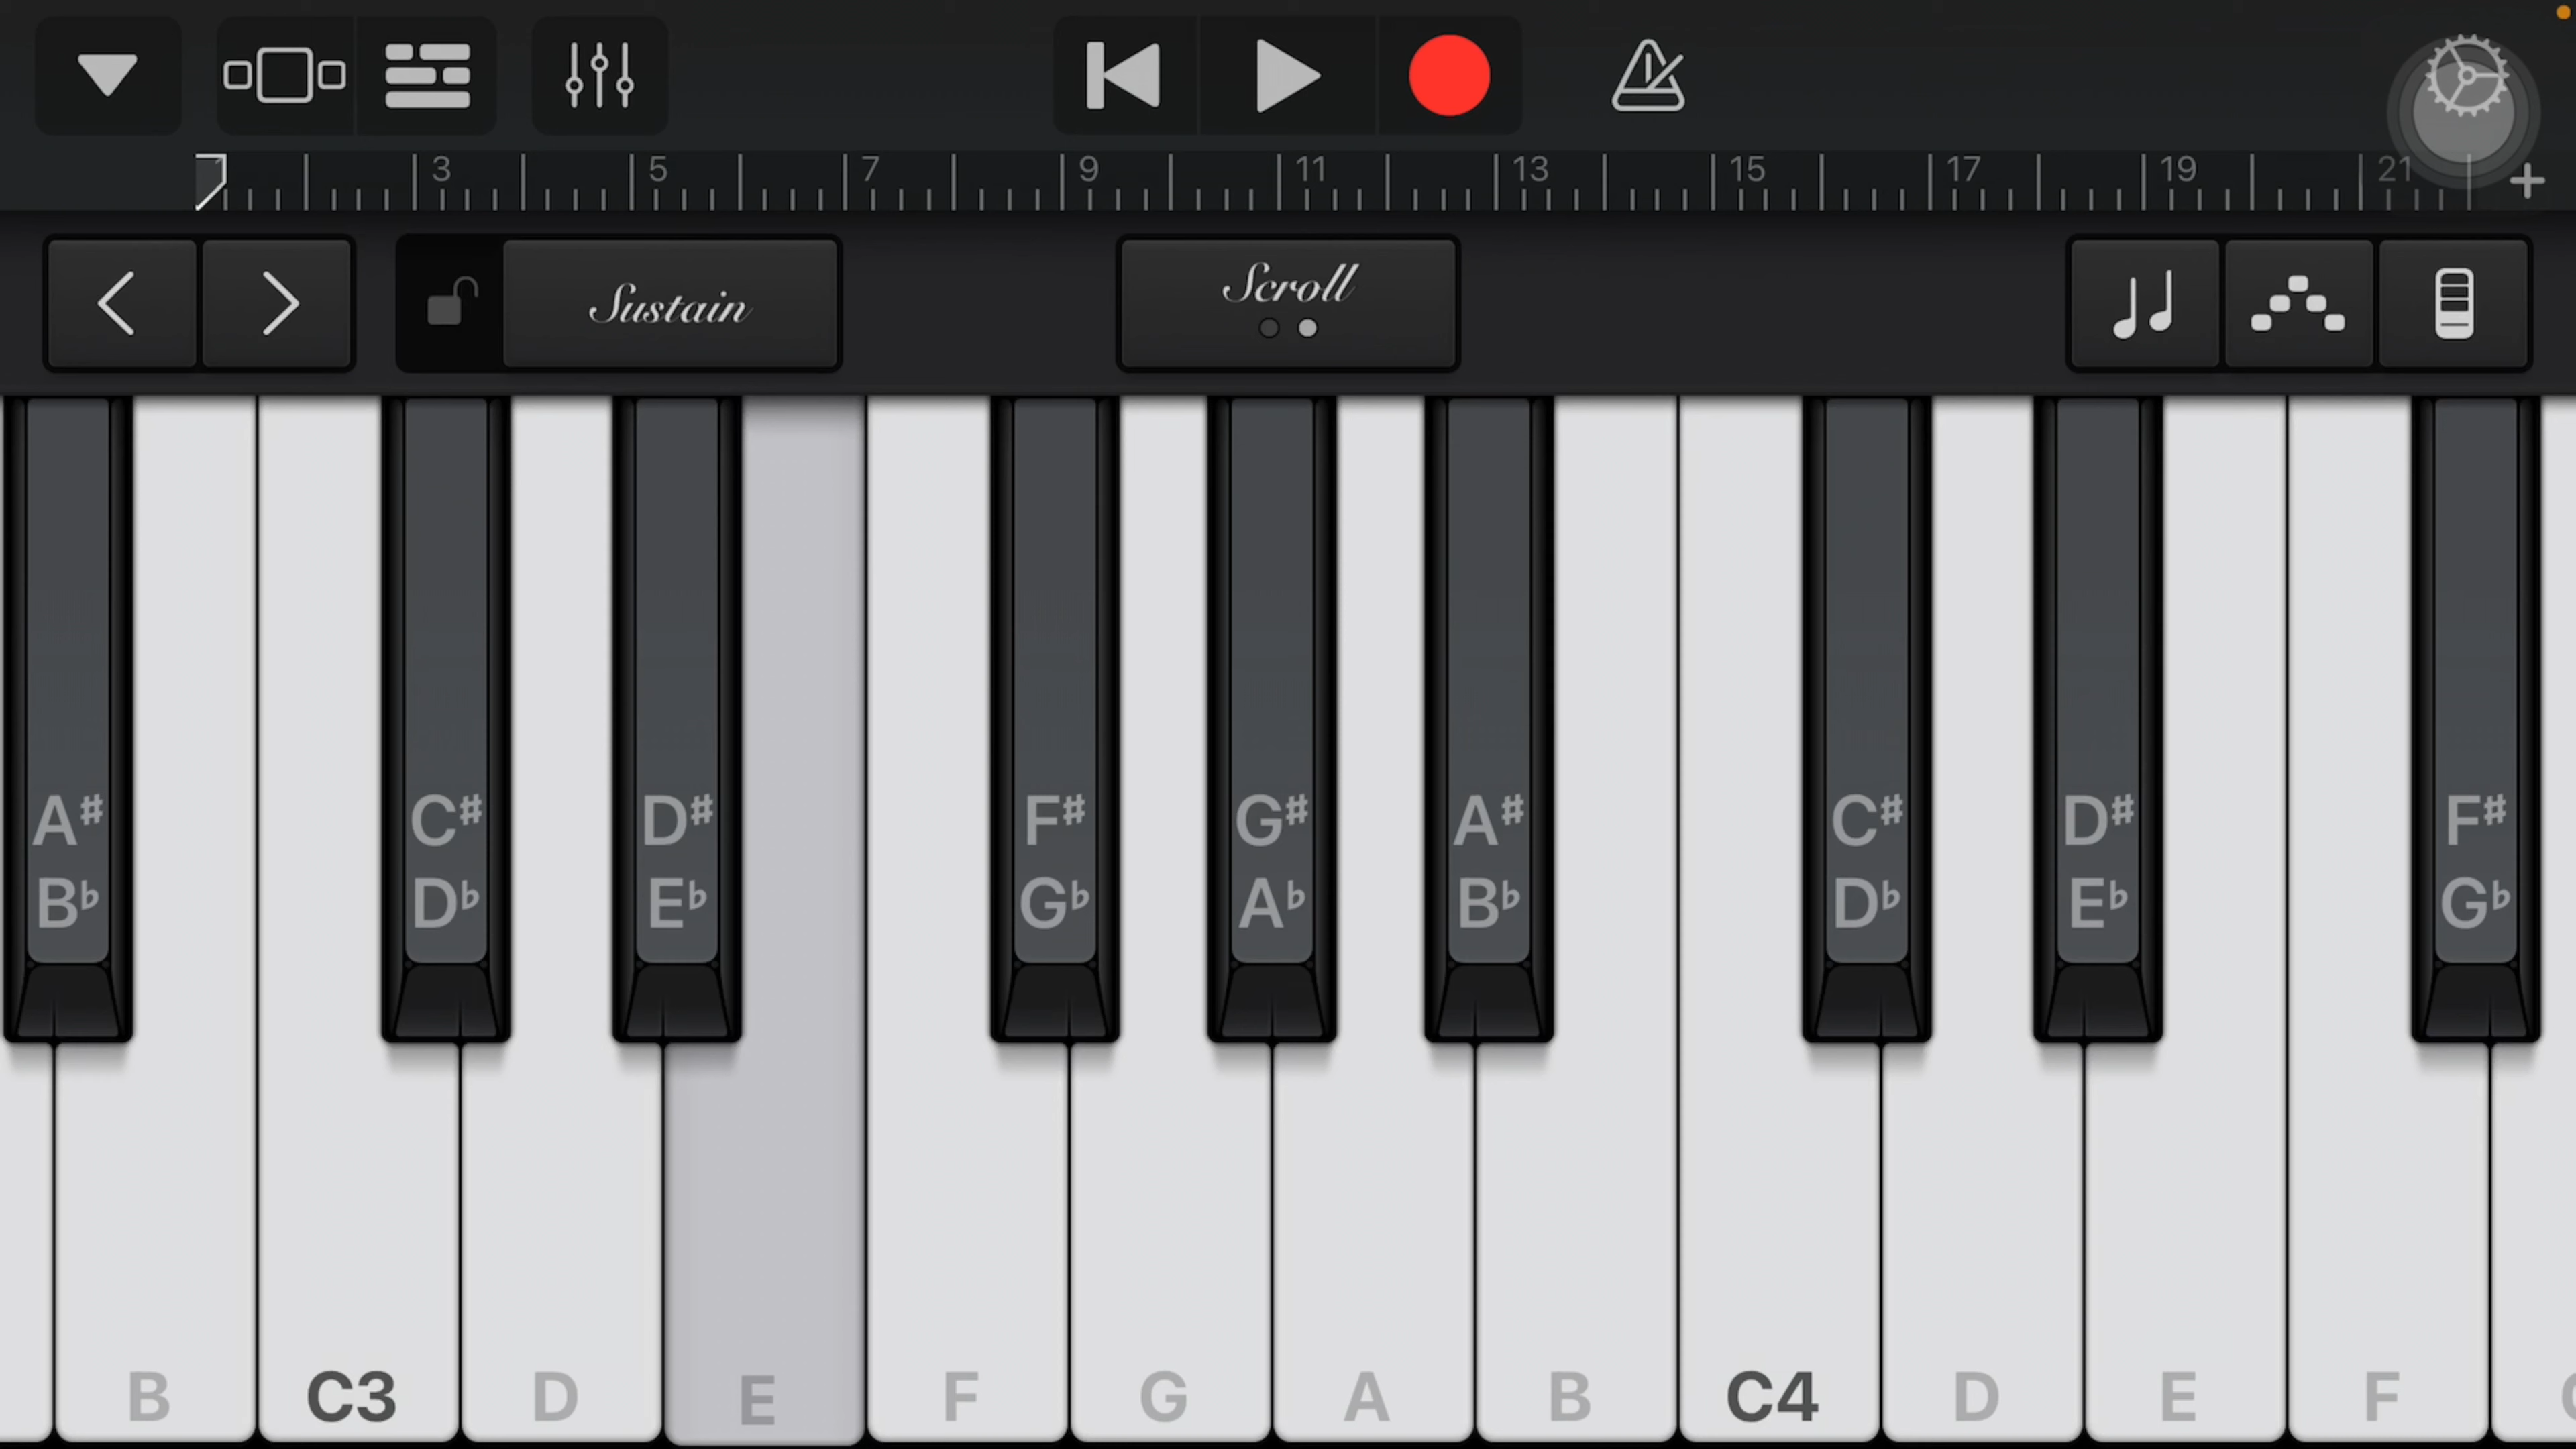 3 5 7 9 11 13 15 17 19 21
Sustain
Scroll
A♯ C♯ D♯ F♯ G♯ A♯ C♯ D♯ F♯
B♭ D♭ E♭ G♭ A♭ B♭ D♭ E♭ G♭
B C3 D E F G A B C4 D E F